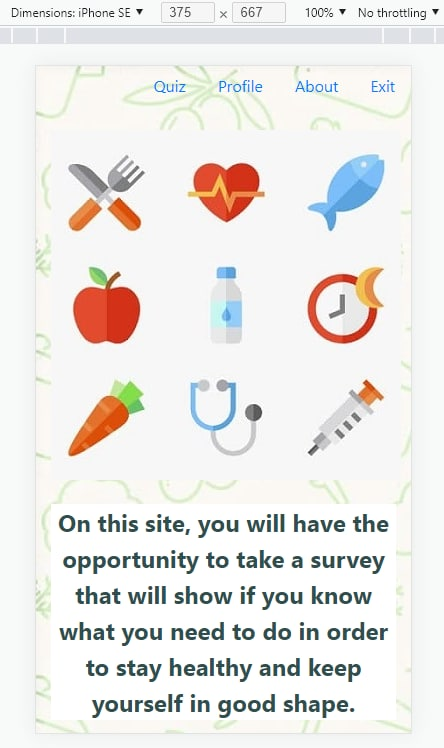 Dimensions: iPhone SE ▼ 375 × 667 100% ▼ No throttling ▼
Quiz Profile About Exit
On this site, you will have the
opportunity to take a survey
that will show if you know
what you need to do in order
to stay healthy and keep
yourself in good shape.